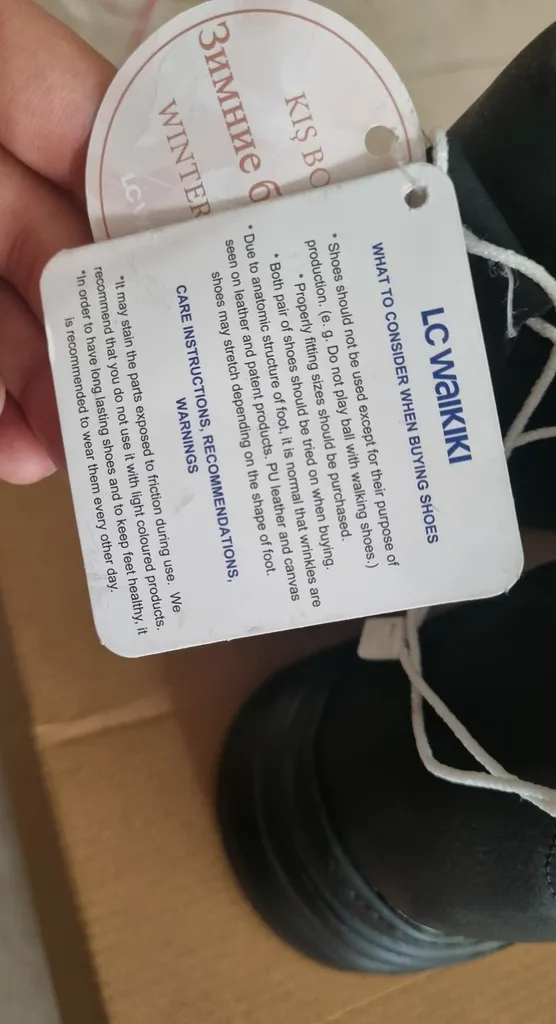 LC WAIKIKI
WHAT TO CONSIDER WHEN BUYING SHOES
* Shoes should not be used except for their purpose of
production. (e. g. Do not play ball with walking shoes.)
* Properly fitting sizes should be purchased.
* Both pair of shoes should be tried on when buying.
* Due to anatomic structure of foot, it is normal that wrinkles are
seen on leather and patent products. PU leather and canvas
shoes may stretch depending on the shape of foot.
CARE INSTRUCTIONS, RECOMMENDATIONS,
WARNINGS
*It may stain the parts exposed to friction during use. We
recommend that you do not use it with light coloured products.
*In order to have long lasting shoes and to keep feet healthy, it
is recommended to wear them every other day.
KIŞ
Зимние
WINTER